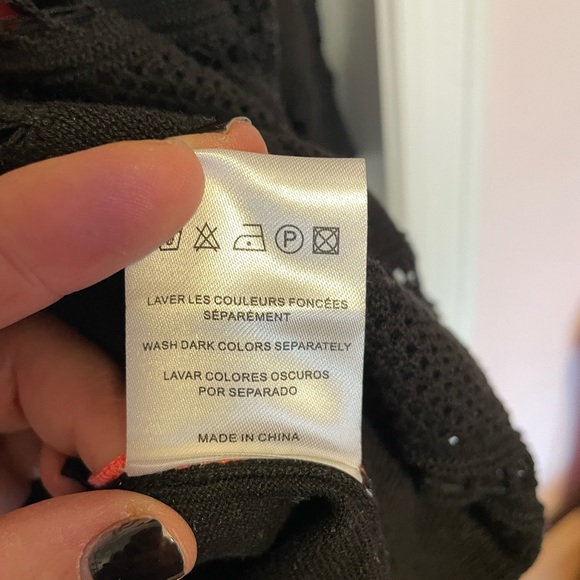 P
LAVER LES COULEURS FONCÉES
SÉPARÉMENT
WASH DARK COLORS SEPARATELY
LAVAR COLORES OSCUROS
POR SEPARADO
MADE IN CHINA